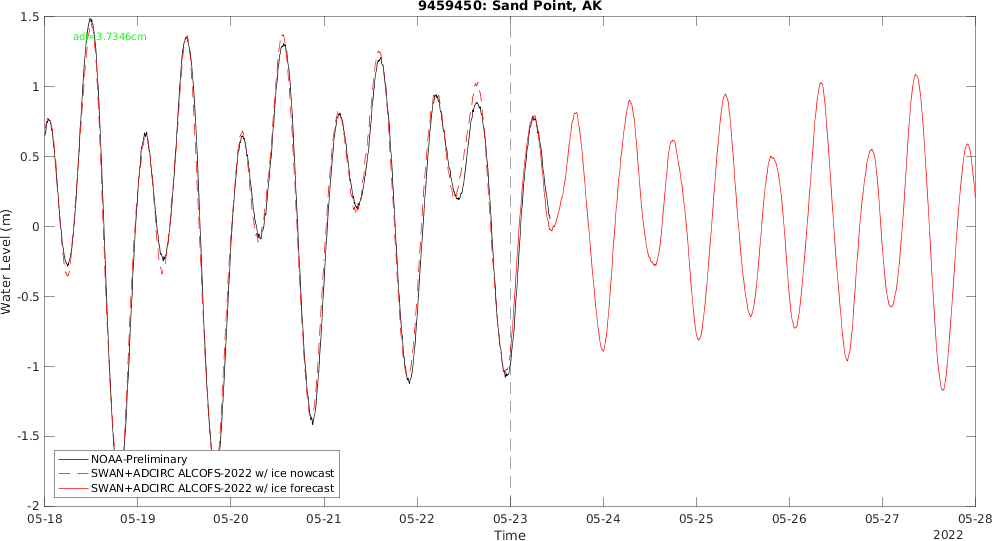 9459450: Sand Point, AK
adj=3.7346cm
Water Level (m)
1.5
1
0.5
0
-0.5
-1
-1.5
-2
NOAA-Preliminary
SWAN+ADCIRC ALCOFS-2022 w/ ice nowcast
SWAN+ADCIRC ALCOFS-2022 w/ ice forecast
05-18 05-19 05-20 05-21 05-22 05-23 05-24 05-25 05-26 05-27 05-28
Time
2022